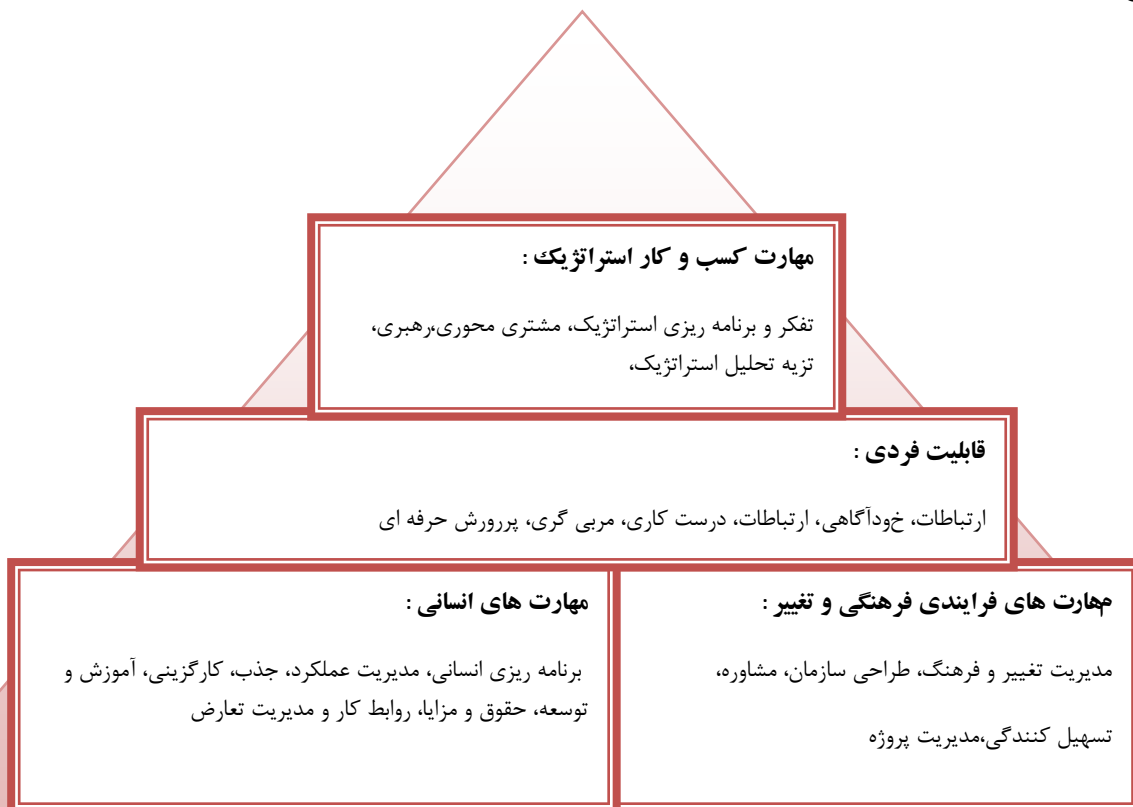 مهارت کسب و کار استراتژیک :
تفکر و برنامه ریزی استراتژیک، مشتری محوری،رهبری،
تزیه تحلیل استراتژیک،
قابلیت فردی :
ارتباطات، خودآگاهی، ارتباطات، درست کاری، مربی گری، پررورش حرفه ای
مهارت های فرایندی فرهنگی و تغییر :
مدیریت تغییر و فرهنگ، طراحی سازمان، مشاوره،
تسهیل کنندگی،مدیریت پروژه
مهارت های انسانی :
برنامه ریزی انسانی، مدیریت عملکرد، جذب، کارگزینی، آموزش و
توسعه، حقوق و مزایا، روابط کار و مدیریت تعارض